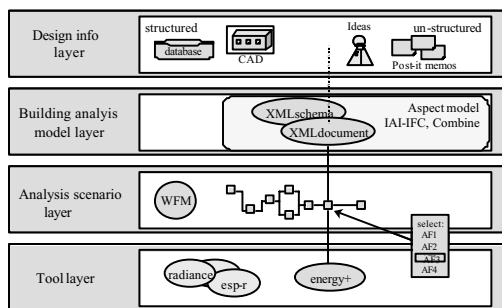 Design info
layer
structured
database
CAD
Ideas
un-structured
Post-it memos
Building analyis
model layer
XMLschema
XMLdocument
Aspect model
IAI-IFC, Combine
Analysis scenario
layer
WFM
select:
AF1
AF2
AF3
AF4
Tool layer
radiance
esp-r
energy+